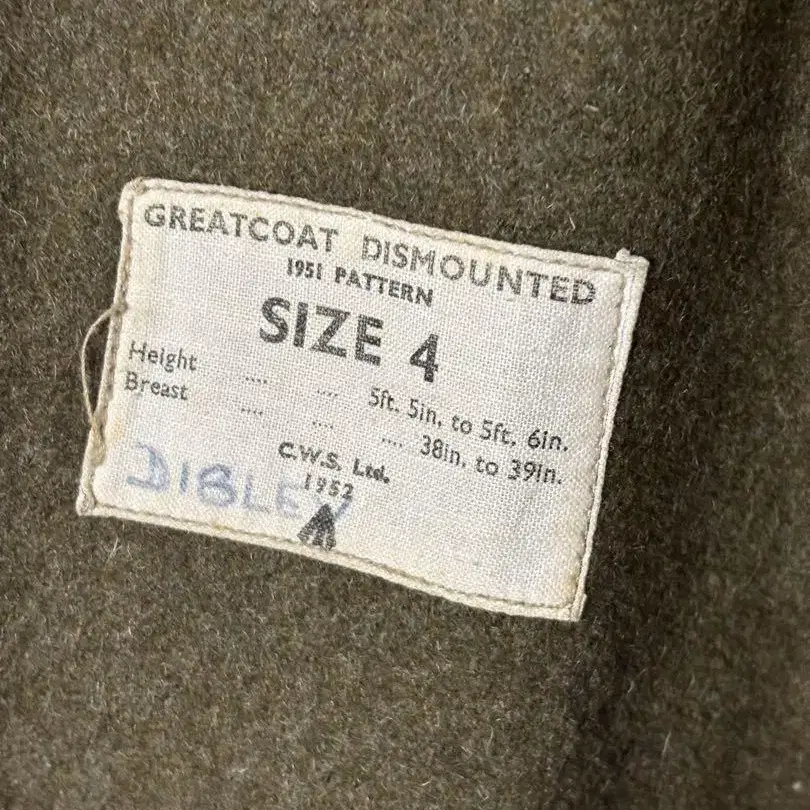 GREATCOAT DISMOUNTED
1951 PATTERN
SIZE 4
Height .... .... 5ft. 5in. to 5ft. 6in.
Breast .... .... .... 38in. to 39in.
C.W.S. Ltd.
1952
DIBLEY